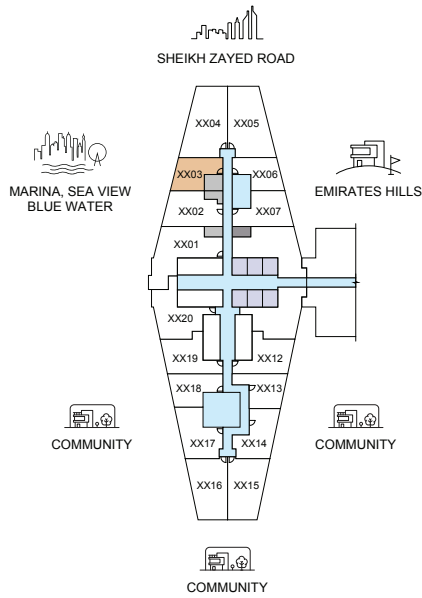 SHEIKH ZAYED ROAD
XX04 XX05
XX03 XX06
MARINA, SEA VIEW
BLUE WATER
EMIRATES HILLS
XX02 XX07
XX01
XX20
XX19 XX12
XX18 XX13
COMMUNITY
COMMUNITY
XX17 XX14
XX16 XX15
COMMUNITY